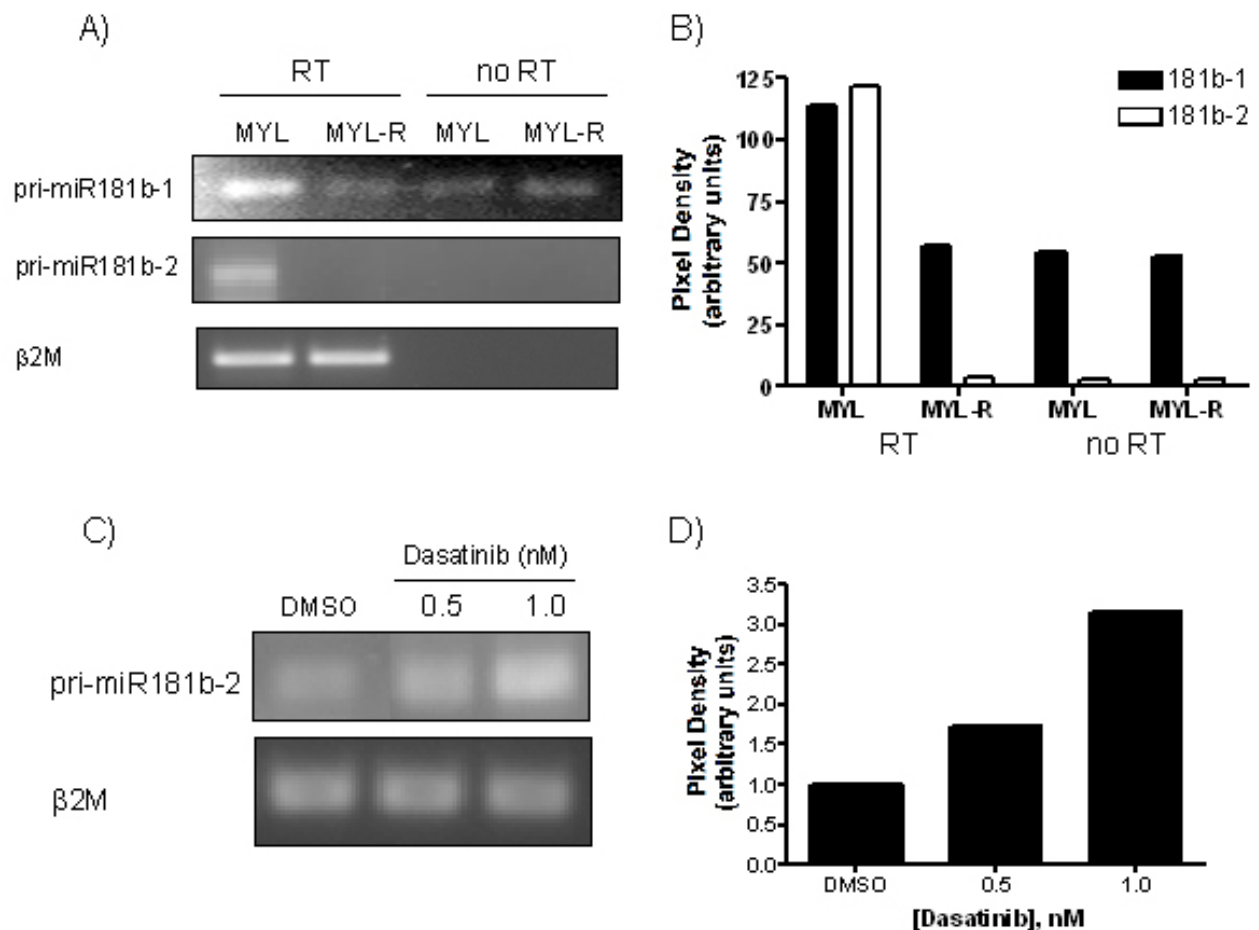 A)
RT no RT
MYL MYL-R MYL MYL-R
pri-miR181b-1
pri-miR181b-2
β2M
B)
181b-1
181b-2
Pixel Density
(arbitrary units)
125
100
75
50
25
0
MYL MYL-R MYL MYL-R
RT no RT
C)
Dasatinib (nM)
DMSO 0.5 1.0
pri-miR181b-2
β2M
D)
Pixel Density
(arbitrary units)
3.5
3.0
2.5
2.0
1.5
1.0
0.5
0.0
DMSO 0.5 1.0
[Dasatinib], nM